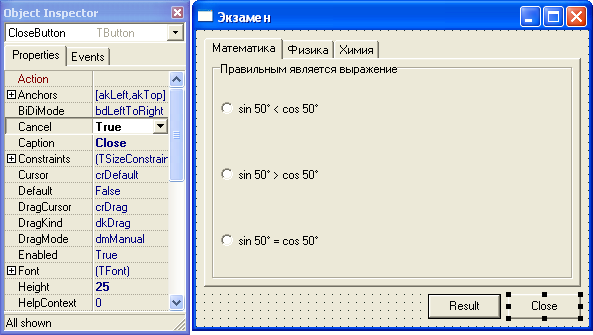 Object Inspector
CloseButton TButton
Properties Events
Action
Anchors [akLeft,akTop]
BiDiMode bdLeftToRight
Cancel True
Caption Close
Constraints (TSizeConstrain
Cursor crDefault
Default False
DragCursor crDrag
DragKind dkDrag
DragMode dmManual
Enabled True
Font (TFont)
Height 25
HelpContext 0
All shown
Экзамен
Математика Физика Химия
Правильным является выражение
sin 50° < cos 50°
sin 50° > cos 50°
sin 50° = cos 50°
Result Close